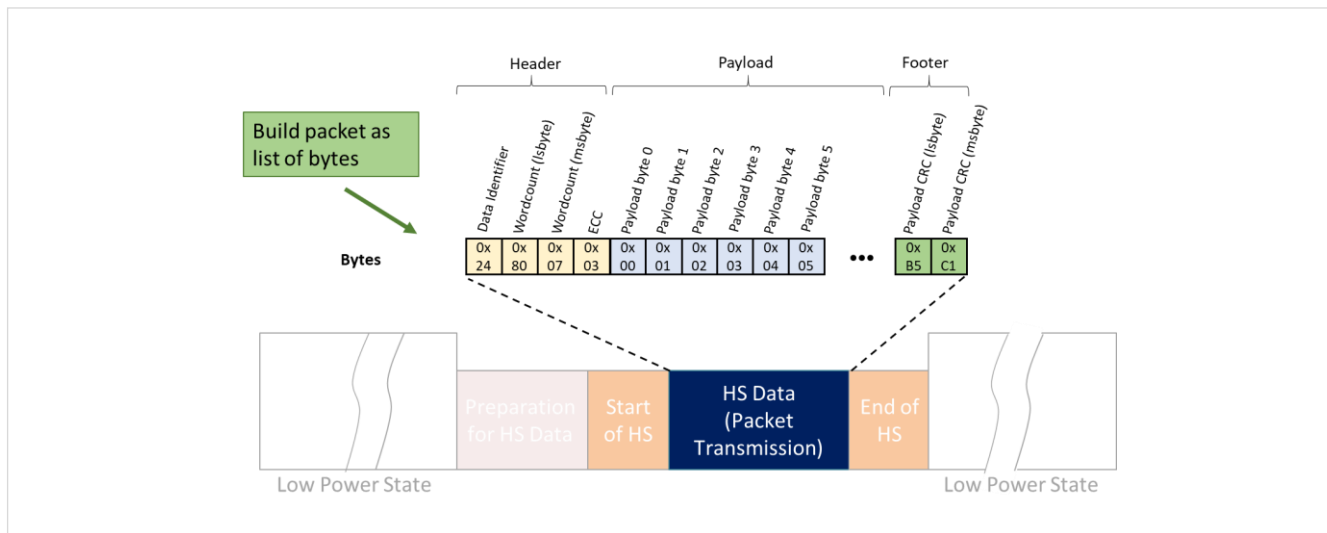 Header
Payload
Footer
Build packet as
list of bytes
Data Identifier
Wordcount (lsbyte)
Wordcount (msbyte)
ECC
Payload byte 0
Payload byte 1
Payload byte 2
Payload byte 3
Payload byte 4
Payload byte 5
Payload CRC (lsbyte)
Payload CRC (msbyte)
Bytes
0x 0x 0x 0x 0x 0x 0x 0x 0x 0x ••• 0x 0x
24 80 07 03 00 01 02 03 04 05 B5 C1
Preparation
for HS Data
Start
of HS
HS Data
(Packet
Transmission)
End of
HS
Low Power State
Low Power State